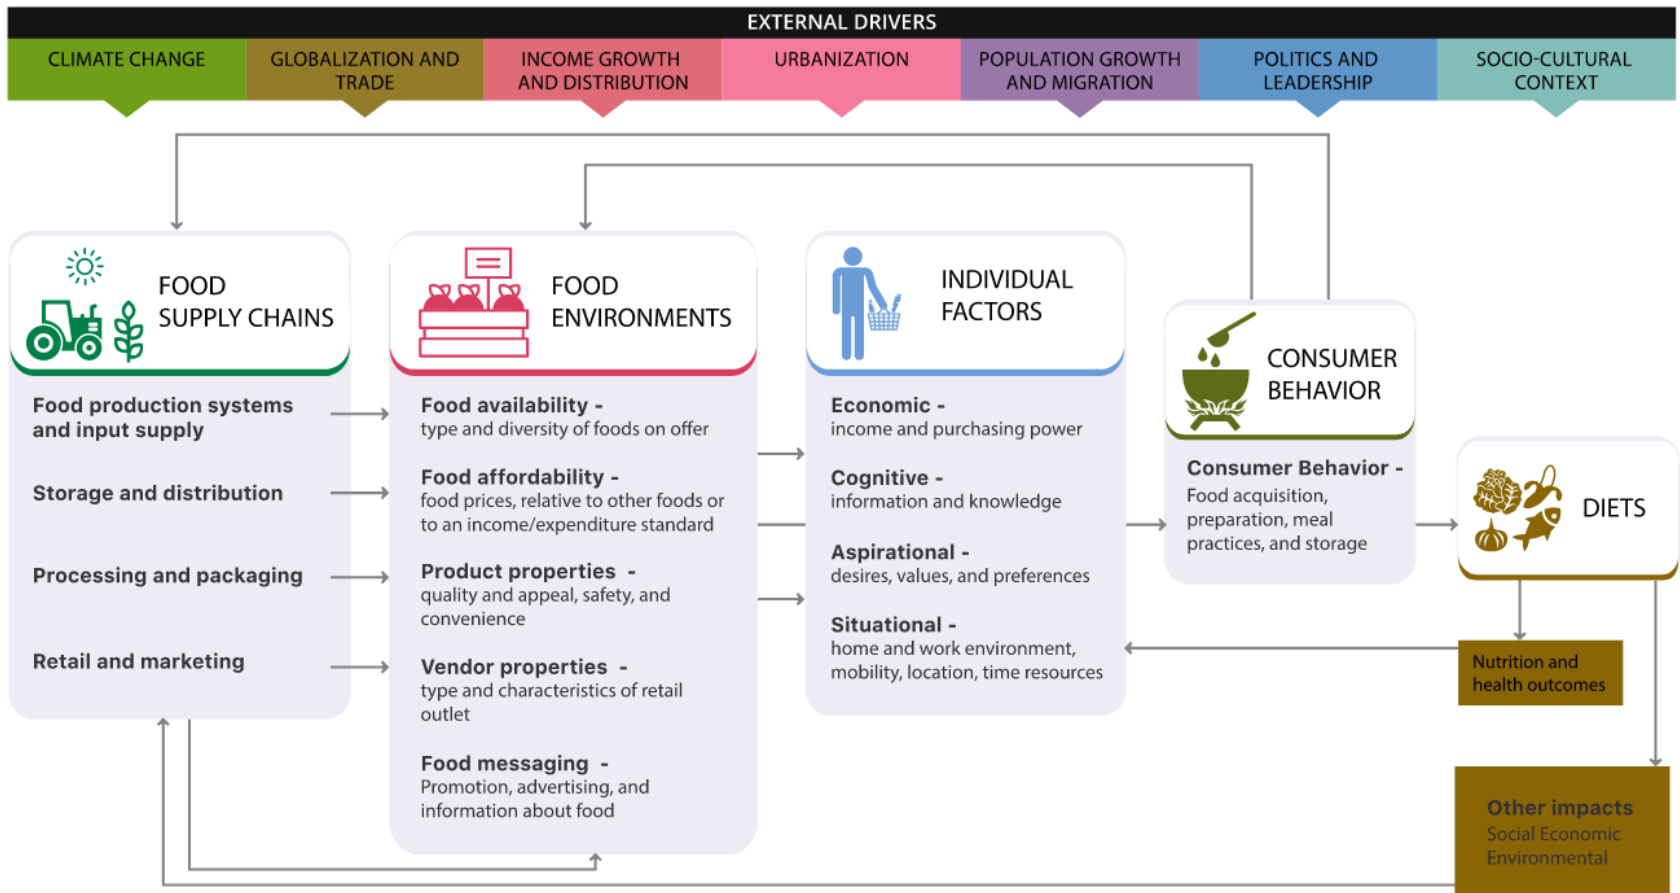 EXTERNAL DRIVERS
CLIMATE CHANGE
GLOBALIZATION AND
TRADE
INCOME GROWTH
AND DISTRIBUTION
URBANIZATION
POPULATION GROWTH
AND MIGRATION
POLITICS AND
LEADERSHIP
SOCIO-CULTURAL
CONTEXT
FOOD
SUPPLY CHAINS
Food production systems
and input supply
Storage and distribution
Processing and packaging
Retail and marketing
FOOD
ENVIRONMENTS
Food availability -
type and diversity of foods on offer
Food affordability -
food prices, relative to other foods or
to an income/expenditure standard
Product properties -
quality and appeal, safety, and
convenience
Vendor properties -
type and characteristics of retail
outlet
Food messaging -
Promotion, advertising, and
information about food
INDIVIDUAL
FACTORS
Economic -
income and purchasing power
Cognitive -
information and knowledge
Aspirational -
desires, values, and preferences
Situational -
home and work environment,
mobility, location, time resources
CONSUMER
BEHAVIOR
Consumer Behavior -
Food acquisition,
preparation, meal
practices, and storage
DIETS
Nutrition and
health outcomes
Other impacts
Social Economic
Environmental